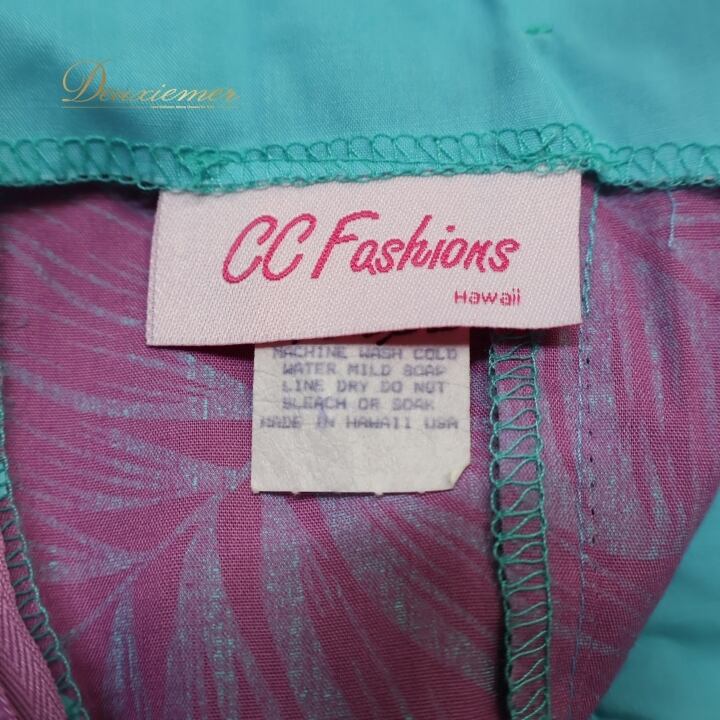 Deuxiemer
CC Fashions
Hawaii
MACHINE WASH COLD
WATER MILD SOAP
LINE DRY DO NOT
BLEACH OR SOAK
MADE IN HAWAII USA